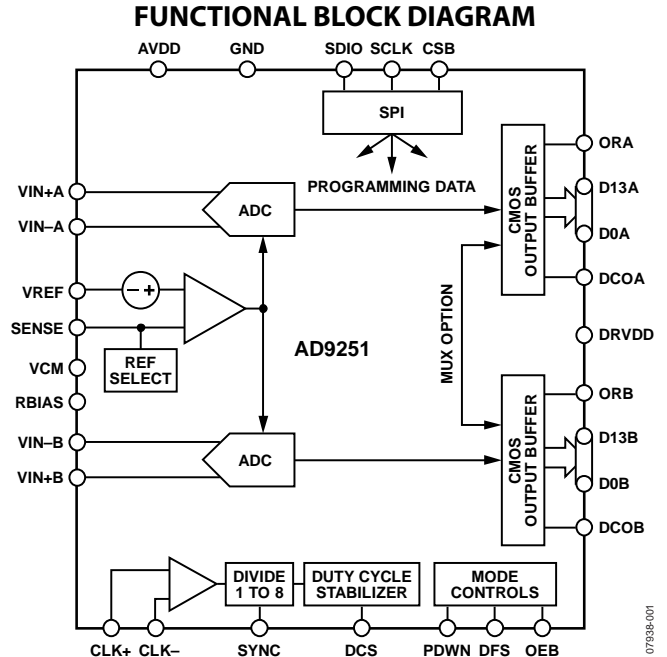 FUNCTIONAL BLOCK DIAGRAM
AVDD GND SDIO SCLK CSB
SPI
PROGRAMMING DATA
VIN+A
VIN–A
ADC
VREF
– +
SENSE
REF
SELECT
VCM
RBIAS
AD9251
VIN–B
VIN+B
ADC
MUX OPTION
CMOS
OUTPUT BUFFER
ORA
D13A
D0A
DCOA
DRVDD
CMOS
OUTPUT BUFFER
ORB
D13B
D0B
DCOB
DIVIDE
1 TO 8
DUTY CYCLE
STABILIZER
MODE
CONTROLS
CLK+ CLK– SYNC DCS PDWN DFS OEB
07938-001